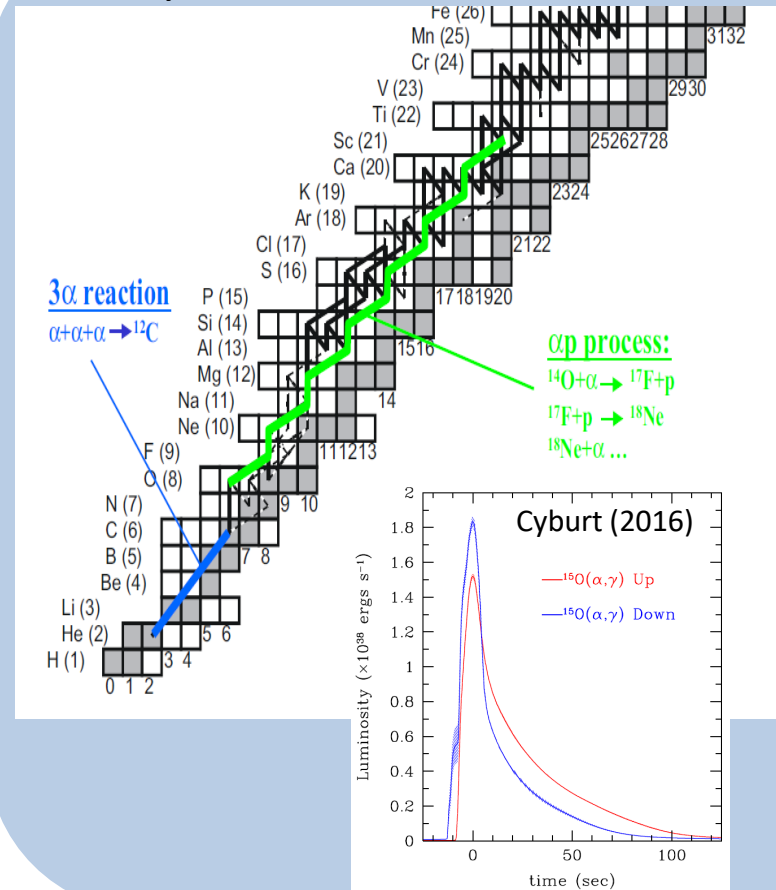 Fe (26)
Mn (25)
3132
Cr (24)
V (23)
2930
Ti (22)
Sc (21)
25262728
Ca (20)
K (19)
2324
Ar (18)
Cl (17)
2122
S (16)
3α reaction
α+α+α → ¹²C
P (15)
17181920
Si (14)
Al (13)
1516
αp process:
¹⁴O+α → ¹⁷F+p
¹⁷F+p → ¹⁸Ne
¹⁸Ne+α ...
Mg (12)
Na (11)
14
Ne (10)
F (9)
111213
O (8)
N (7)
9 10
C (6)
B (5)
7 8
Be (4)
Li (3)
He (2)
5 6
H (1)
3 4
0 1 2
Cyburt (2016)
¹⁵O(α,γ) Up
¹⁵O(α,γ) Down
Luminosity (×10³⁸ ergs s⁻¹)
2
1.8
1.6
1.4
1.2
1
0.8
0.6
0.4
0.2
0
0 50 100
time (sec)